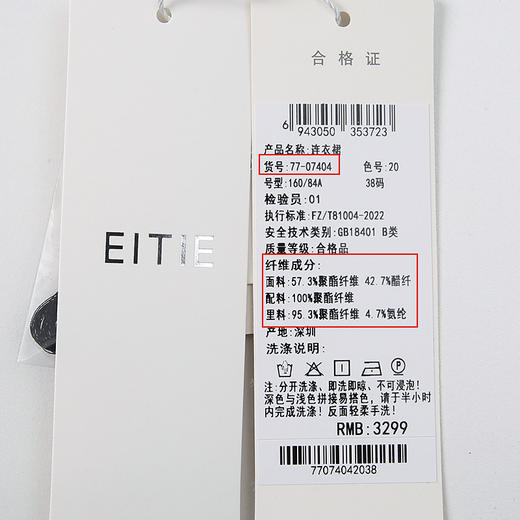 EITIE
合格证
6 943050 353723
产品名称:连衣裙
货号:77-07404 色号:20
号型:160/84A 38码
检验员:01
执行标准:FZ/T81004-2022
安全技术类别:GB18401 B类
质量等级:合格品
纤维成分:
面料:57.3%聚酯纤维 42.7%醋纤
配料:100%聚酯纤维
里料:95.3%聚酯纤维 4.7%氨纶
产地:深圳
洗涤说明:
注:分开洗涤、即洗即晾、不可浸泡!
深色与浅色拼接易搭色，请于半小时
内完成洗涤!反面轻柔手洗!
RMB:3299
77074042038